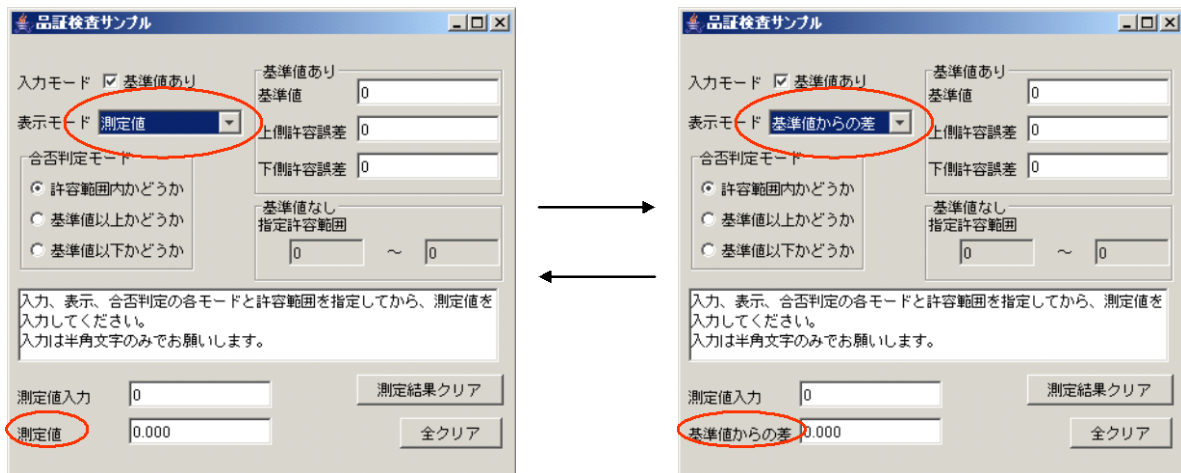 品証検査サンプル
入力モード 基準値あり
表示モード 測定値
合否判定モード
許容範囲内かどうか
基準値以上かどうか
基準値以下かどうか
基準値あり
基準値 0
上側許容誤差 0
下側許容誤差 0
基準値なし
指定許容範囲
0 ～ 0
入力、表示、合否判定の各モードと許容範囲を指定してから、測定値を
入力してください。
入力は半角文字のみでお願いします。
測定値入力 0
測定結果クリア
測定値 0.000
全クリア
品証検査サンプル
入力モード 基準値あり
表示モード 基準値からの差
合否判定モード
許容範囲内かどうか
基準値以上かどうか
基準値以下かどうか
基準値あり
基準値 0
上側許容誤差 0
下側許容誤差 0
基準値なし
指定許容範囲
0 ～ 0
入力、表示、合否判定の各モードと許容範囲を指定してから、測定値を
入力してください。
入力は半角文字のみでお願いします。
測定値入力 0
測定結果クリア
基準値からの差 0.000
全クリア